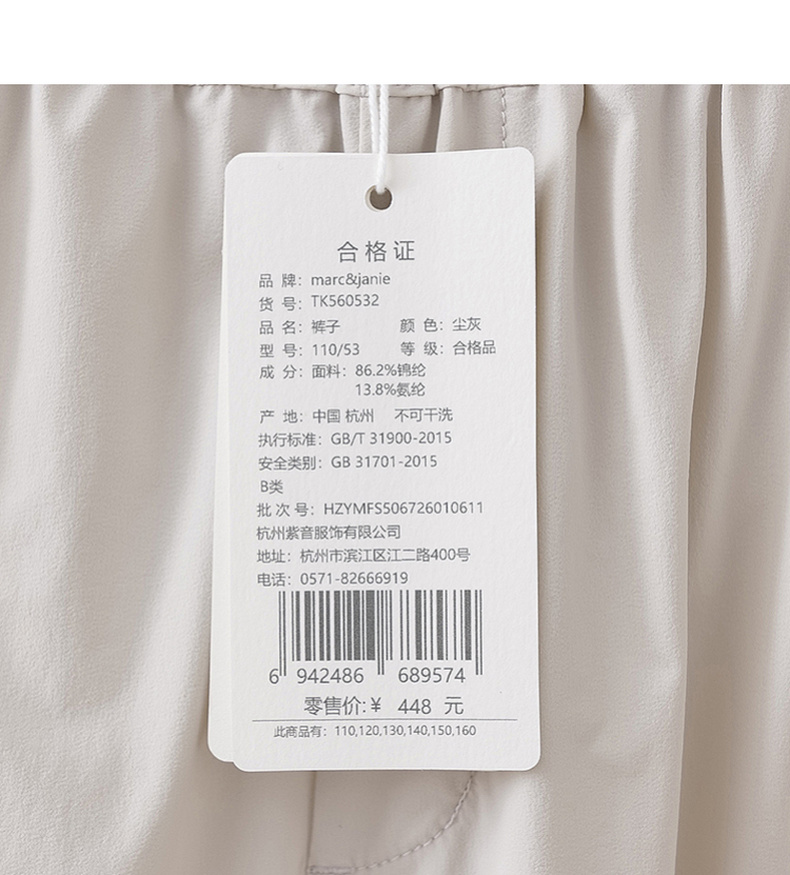 合格证
品 牌：marc&janie
货 号：TK560532
品 名：裤子 颜 色：尘灰
型 号：110/53 等 级：合格品
成 分：面料：86.2%锦纶
13.8%氨纶
产 地：中国 杭州 不可干洗
执行标准：GB/T 31900-2015
安全类别：GB 31701-2015
B类
批 次 号：HZYMFS506726010611
杭州紫音服饰有限公司
地址：杭州市滨江区江二路400号
电话：0571-82666919
6 942486 689574
零售价:¥ 448 元
此商品有：110,120,130,140,150,160